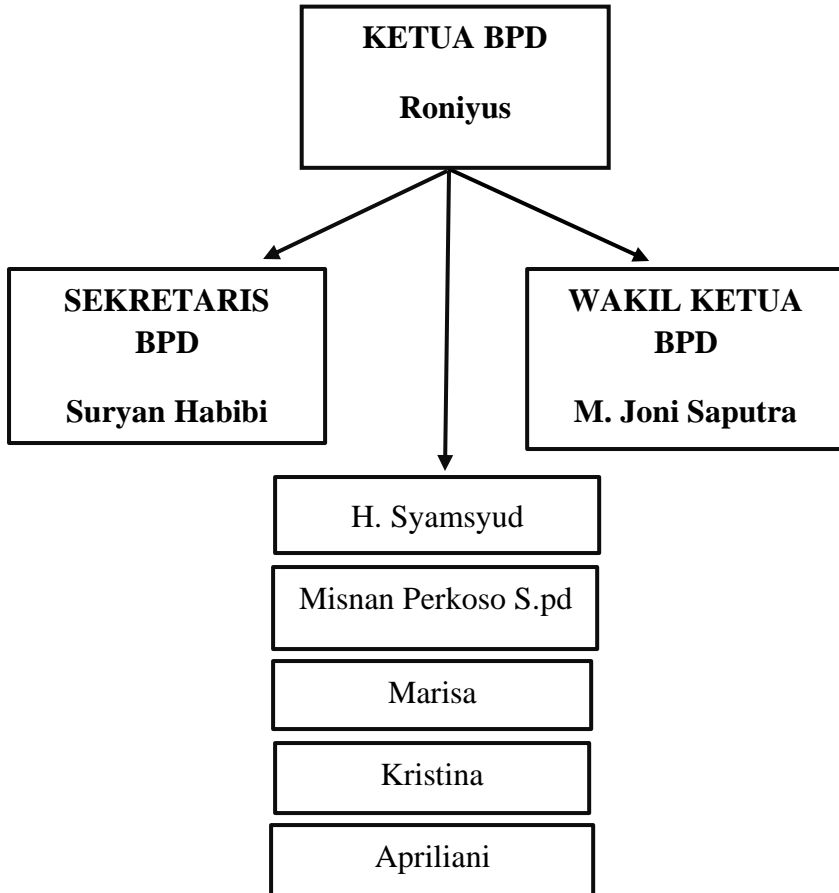 KETUA BPD
Roniyus
SEKRETARIS
BPD
Suryan Habibi
WAKIL KETUA
BPD
M. Joni Saputra
H. Syamsyud
Misnan Perkoso S.pd
Marisa
Kristina
Apriliani